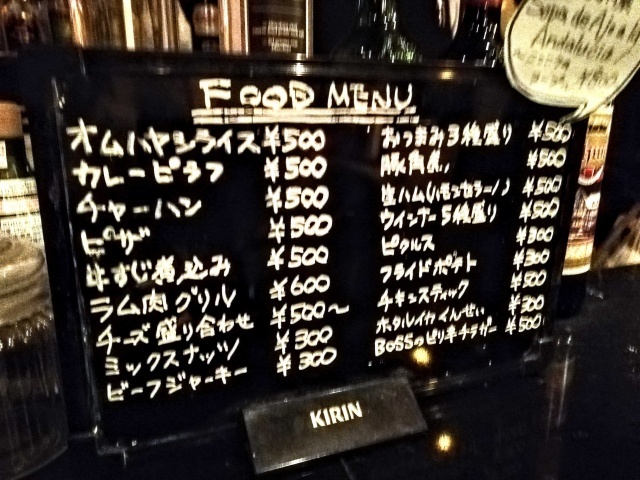 FOOD MENU
オムハヤシライス ¥500
カレーピラフ ¥500
チャーハン ¥500
ピザ ¥500
牛すじ煮込み ¥500
ラム肉グリル ¥600
チーズ盛り合わせ ¥500〜
ミックスナッツ ¥300
ビーフジャーキー ¥300
おつまみ3種盛り ¥500
豚角煮 ¥500
生ハム(ハモンセラーノ) ¥500
ウインナー5種盛り ¥500
ピクルス ¥300
フライドポテト ¥300
チキンスティック ¥500
ホタルイカくんせい ¥300
BOSSのピリ辛チラガー ¥500
KIRIN